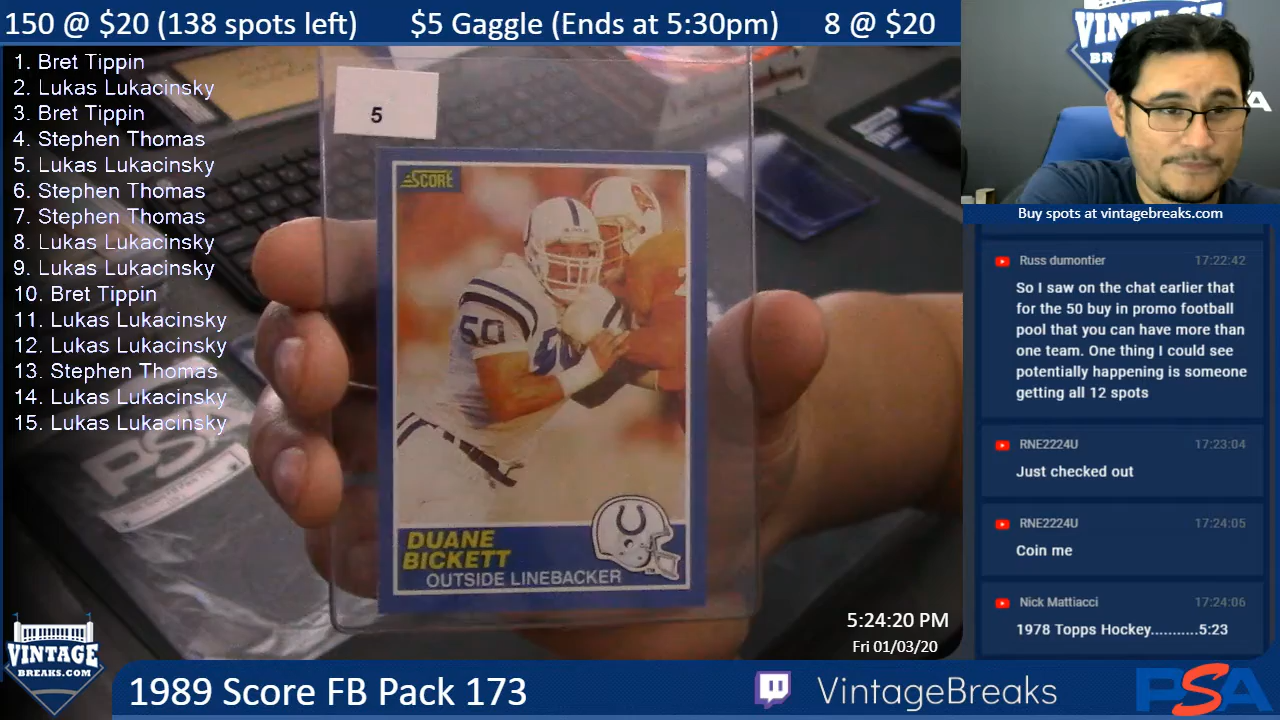 150 @ $20 (138 spots left)
$5 Gaggle (Ends at 5:30pm)
8 @ $20
1. Bret Tippin
2. Lukas Lukacinsky
3. Bret Tippin
4. Stephen Thomas
5. Lukas Lukacinsky
6. Stephen Thomas
7. Stephen Thomas
8. Lukas Lukacinsky
9. Lukas Lukacinsky
10. Bret Tippin
11. Lukas Lukacinsky
12. Lukas Lukacinsky
13. Stephen Thomas
14. Lukas Lukacinsky
15. Lukas Lukacinsky
5
SCORE
60
DUANE
BICKETT
OUTSIDE LINEBACKER
PSA
5:24:20 PM
Fri 01/03/20
VINTAGE
Buy spots at vintagebreaks.com
Russ dumontier 17:22:42
So I saw on the chat earlier that
for the 50 buy in promo football
pool that you can have more than
one team. One thing I could see
potentially happening is someone
getting all 12 spots
RNE2224U 17:23:04
Just checked out
RNE2224U 17:24:05
Coin me
Nick Mattiacci 17:24:06
1978 Topps Hockey..........5:23
VINTAGE
BREAKS.COM
1989 Score FB Pack 173
VintageBreaks
PSA